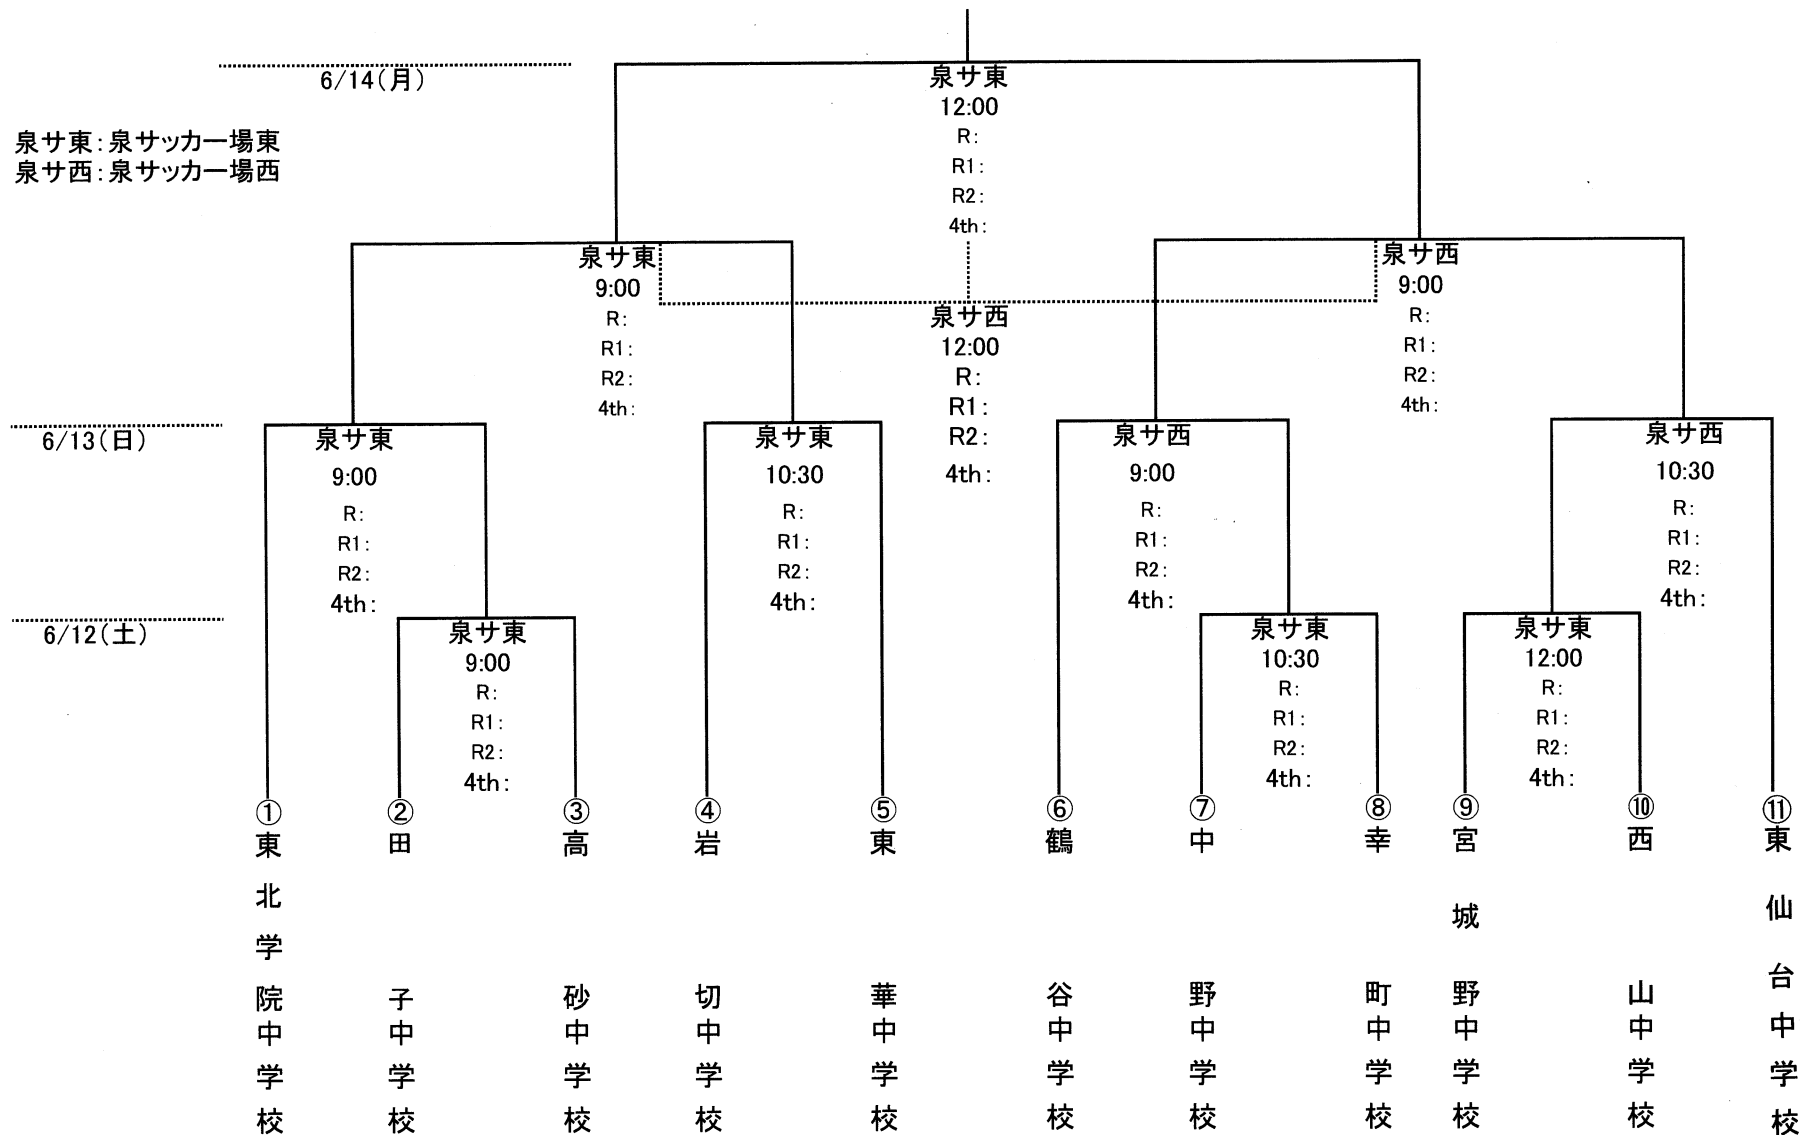 6/14(月)
泉サ東
12:00
R:
R1:
R2:
4th:
泉サ東:泉サッカー場東
泉サ西:泉サッカー場西
泉サ東
9:00
R:
R1:
R2:
4th:
泉サ西
12:00
R:
R1:
R2:
4th:
泉サ西
9:00
R:
R1:
R2:
4th:
6/13(日)
泉サ東
9:00
R:
R1:
R2:
4th:
泉サ東
10:30
R:
R1:
R2:
4th:
泉サ西
9:00
R:
R1:
R2:
4th:
泉サ西
10:30
R:
R1:
R2:
4th:
6/12(土)
泉サ東
9:00
R:
R1:
R2:
4th:
泉サ東
10:30
R:
R1:
R2:
4th:
泉サ東
12:00
R:
R1:
R2:
4th:
①東北学院中学校
②田子中学校
③高砂中学校
④岩切中学校
⑤東華中学校
⑥鶴谷中学校
⑦中野中学校
⑧幸町中学校
⑨宮城野中学校
⑩西山中学校
⑪東仙台中学校